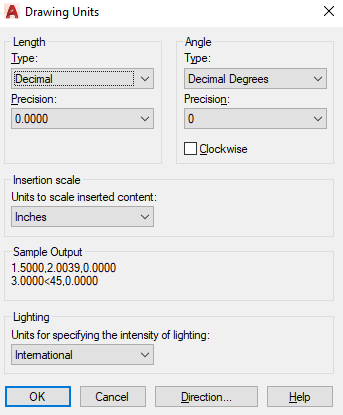 Drawing Units
Length
Type:
Decimal
Precision:
0.0000
Angle
Type:
Decimal Degrees
Precision:
0
Clockwise
Insertion scale
Units to scale inserted content:
Inches
Sample Output
1.5000,2.0039,0.0000
3.0000<45,0.0000
Lighting
Units for specifying the intensity of lighting:
International
OK Cancel Direction... Help